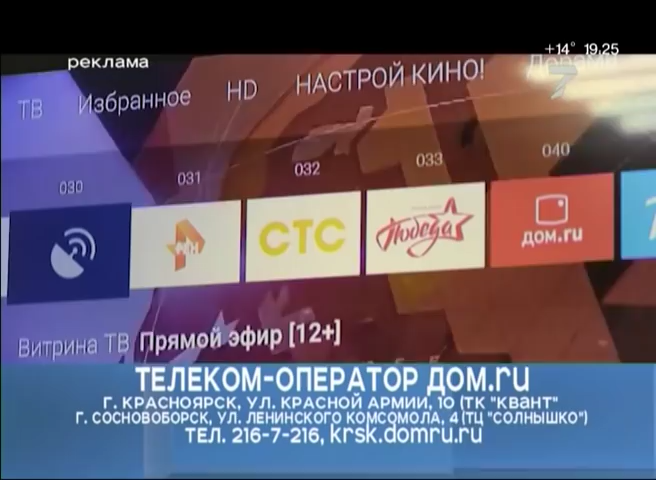 реклама
+14° 19,25
ТВ Избранное HD НАСТРОЙ КИНО!
030 031 032 033 040
РЕН СТС Победа дом.ru
Витрина ТВ Прямой эфир [12+]
ТЕЛЕКОМ-ОПЕРАТОР ДОМ.ru
Г. КРАСНОЯРСК, УЛ. КРАСНОЙ АРМИИ, 10 (ТК "КВАНТ"
Г. СОСНОВОБОРСК, УЛ. ЛЕНИНСКОГО КОМСОМОЛА, 4 (ТЦ "СОЛНЫШКО")
ТЕЛ. 216-7-216, krsk.domru.ru